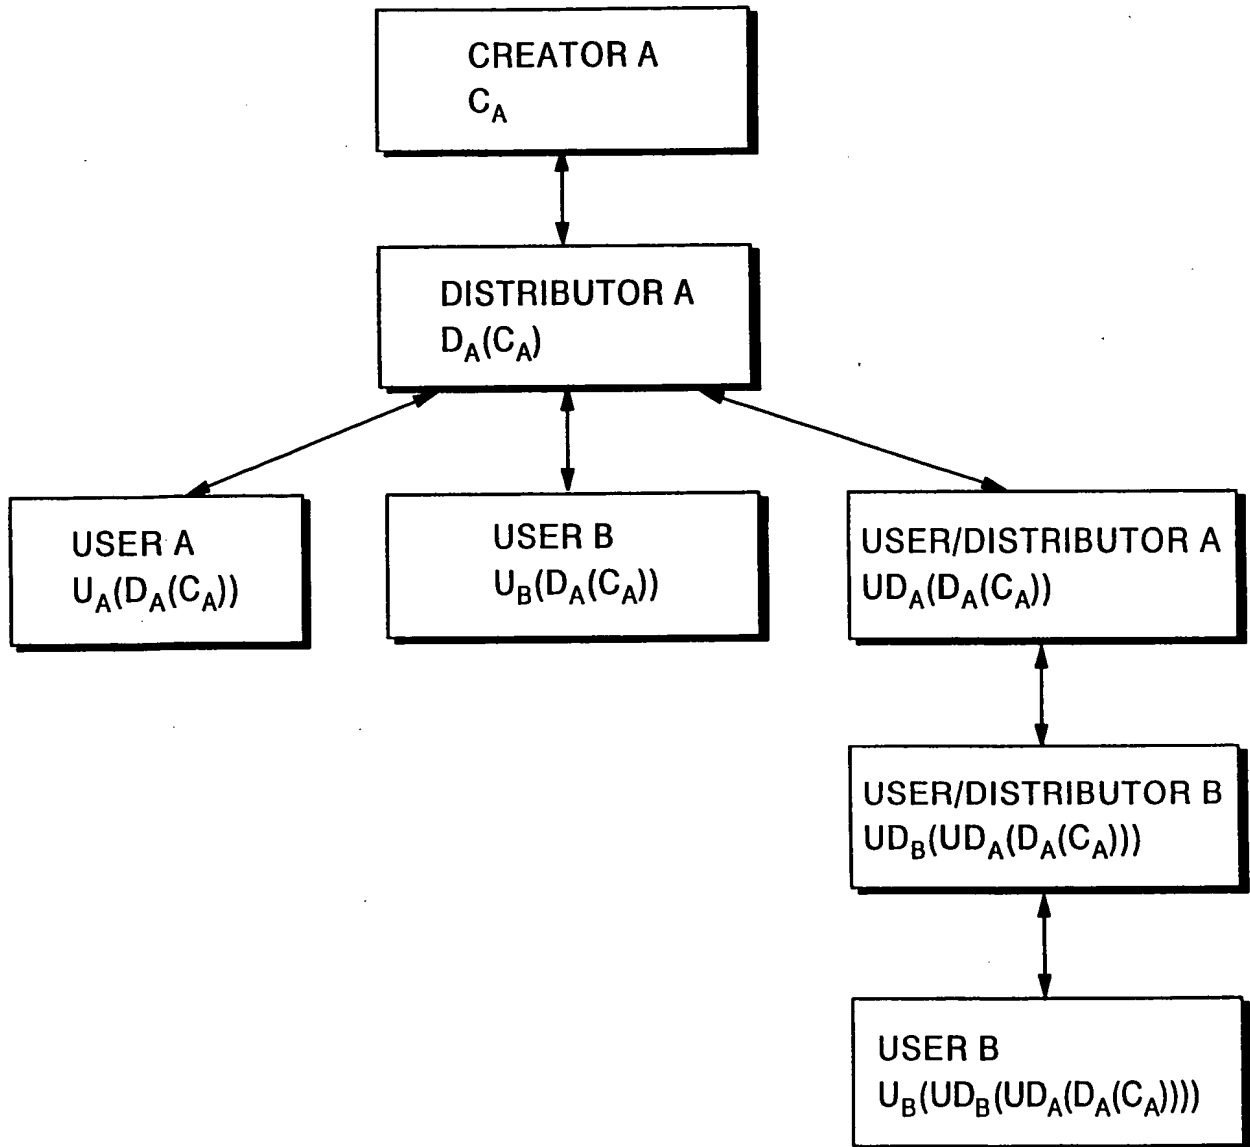 CREATOR A
C_A
DISTRIBUTOR A
D_A(C_A)
USER A
U_A(D_A(C_A))
USER B
U_B(D_A(C_A))
USER/DISTRIBUTOR A
UD_A(D_A(C_A))
USER/DISTRIBUTOR B
UD_B(UD_A(D_A(C_A)))
USER B
U_B(UD_B(UD_A(D_A(C_A))))